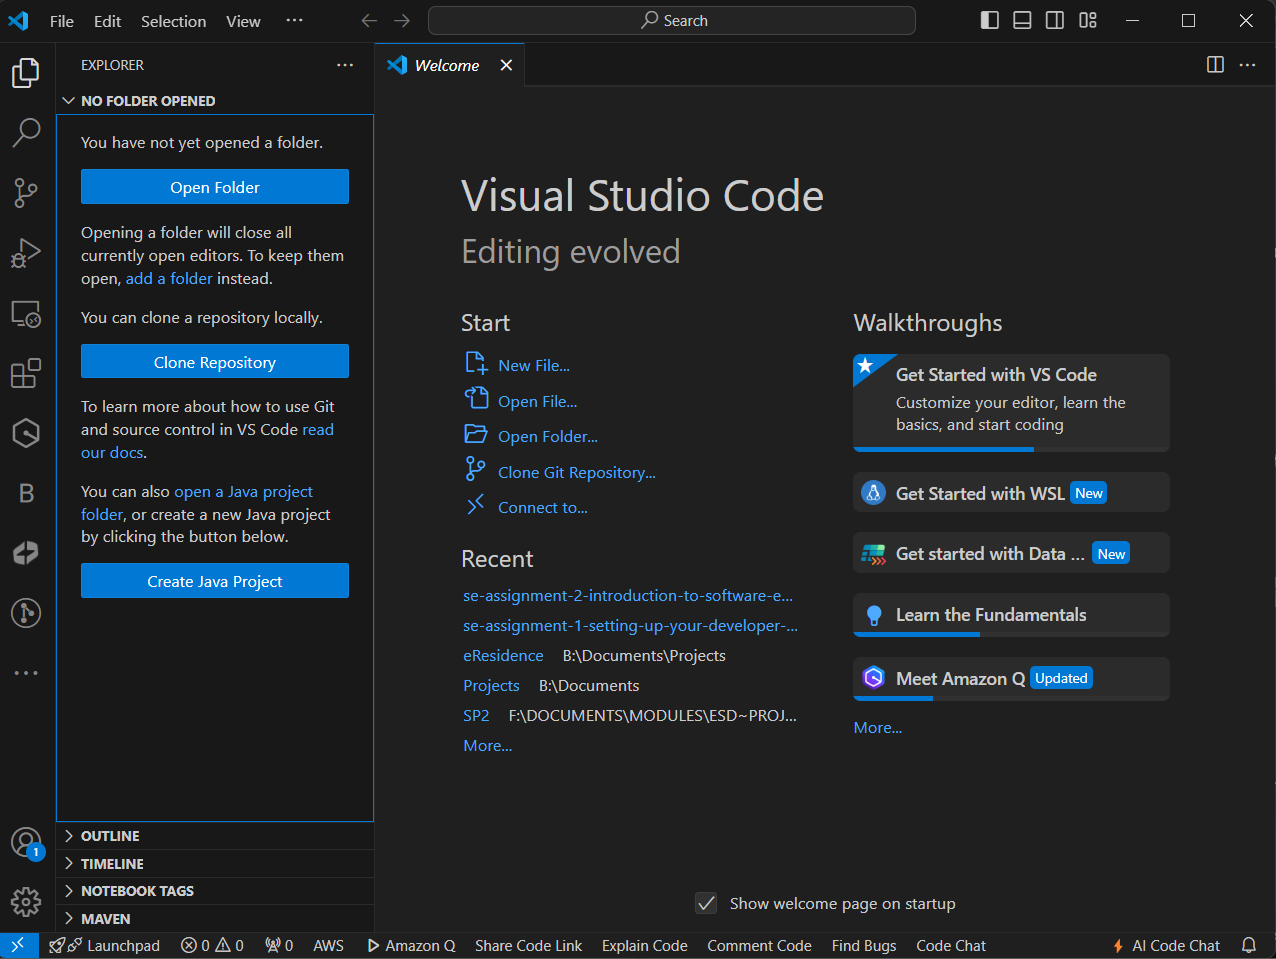 File Edit Selection View ··· Search
EXPLORER ···
Welcome
NO FOLDER OPENED
You have not yet opened a folder.
Open Folder
Opening a folder will close all
currently open editors. To keep them
open, add a folder instead.
You can clone a repository locally.
Clone Repository
To learn more about how to use Git
and source control in VS Code read
our docs.
You can also open a Java project
folder, or create a new Java project
by clicking the button below.
Create Java Project
OUTLINE
TIMELINE
NOTEBOOK TAGS
MAVEN
B
1
Visual Studio Code
Editing evolved
Start
New File...
Open File...
Open Folder...
Clone Git Repository...
Connect to...
Recent
se-assignment-2-introduction-to-software-e...
se-assignment-1-setting-up-your-developer-...
eResidence B:\Documents\Projects
Projects B:\Documents
SP2 F:\DOCUMENTS\MODULES\ESD~PROJ...
More...
Walkthroughs
Get Started with VS Code
Customize your editor, learn the
basics, and start coding
Get Started with WSL New
Get started with Data ... New
Learn the Fundamentals
Meet Amazon Q Updated
More...
Show welcome page on startup
Launchpad 0 0 0 AWS Amazon Q Share Code Link Explain Code Comment Code Find Bugs Code Chat AI Code Chat